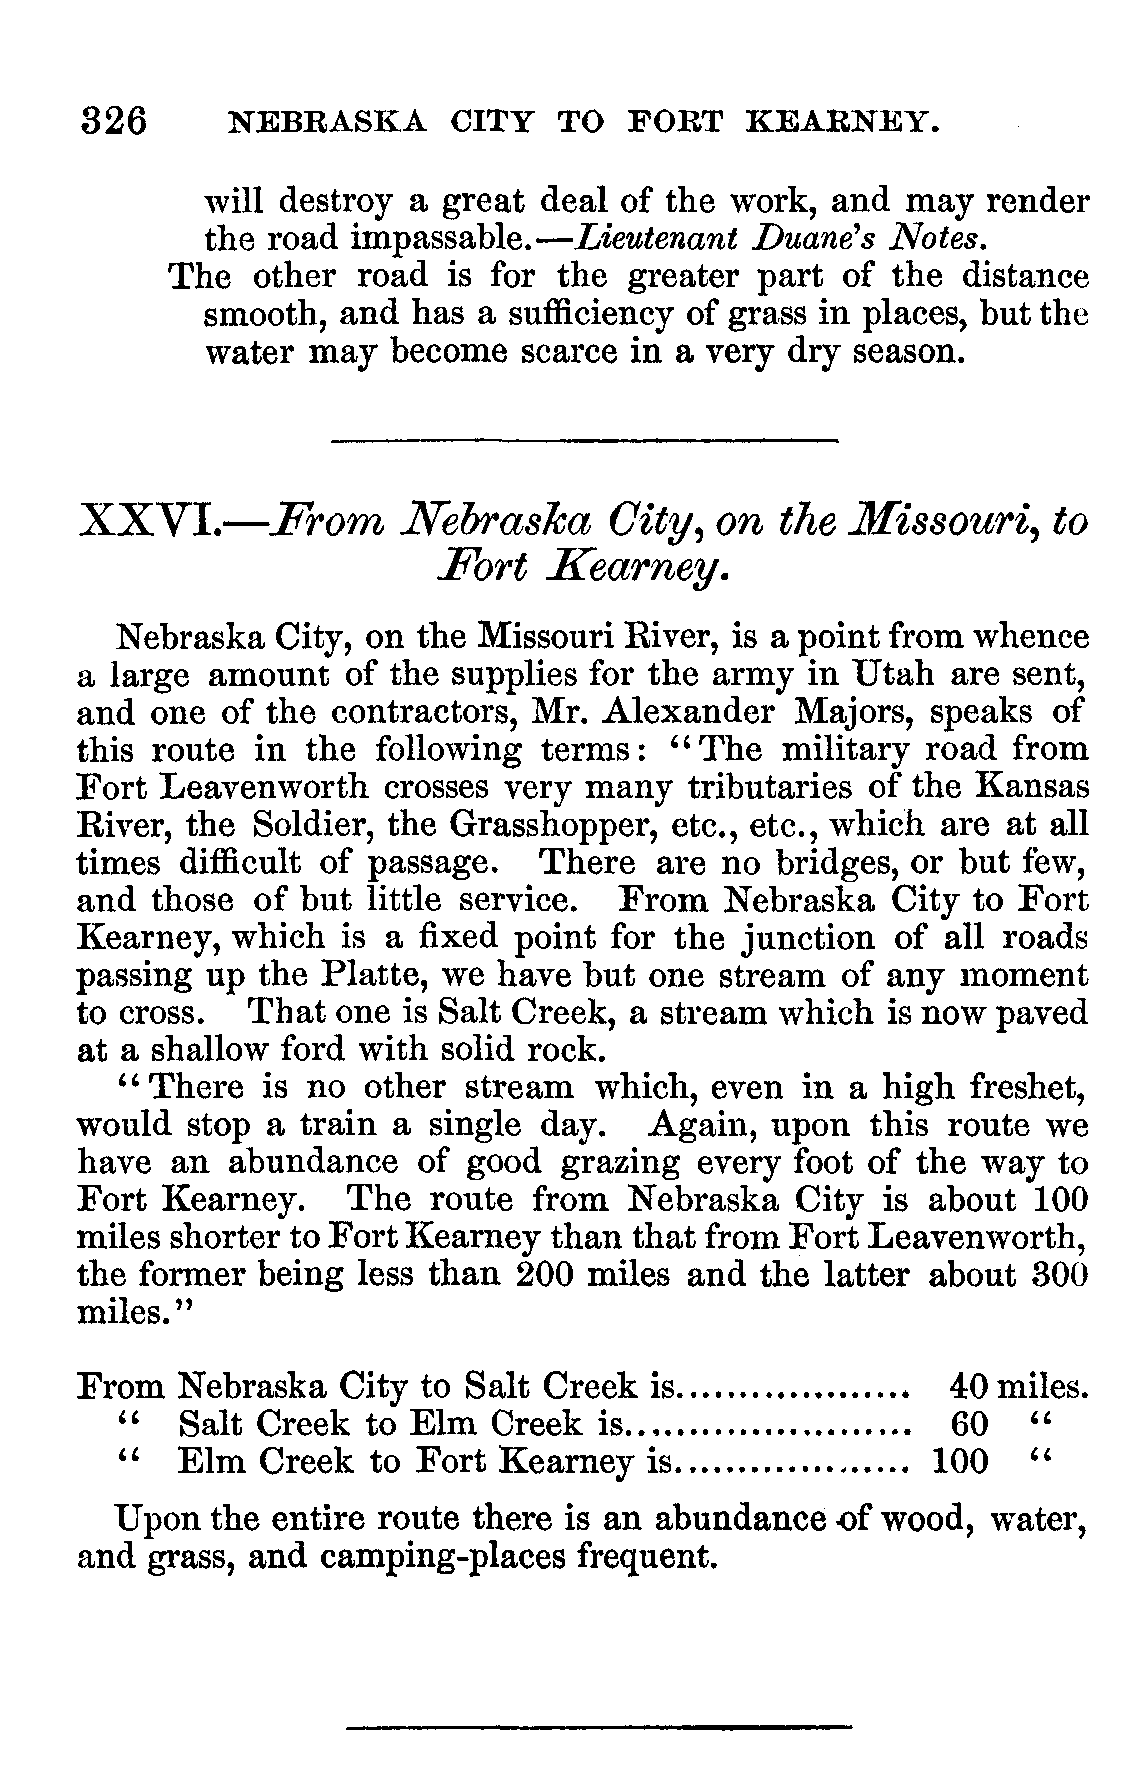 326 NEBRASKA CITY TO FORT KEARNEY.
will destroy a great deal of the work, and may render
the road impassable.—Lieutenant Duane's Notes.
The other road is for the greater part of the distance
smooth, and has a sufficiency of grass in places, but the
water may become scarce in a very dry season.
XXVI.—From Nebraska City, on the Missouri, to
Fort Kearney.
Nebraska City, on the Missouri River, is a point from whence
a large amount of the supplies for the army in Utah are sent,
and one of the contractors, Mr. Alexander Majors, speaks of
this route in the following terms: “The military road from
Fort Leavenworth crosses very many tributaries of the Kansas
River, the Soldier, the Grasshopper, etc., etc., which are at all
times difficult of passage. There are no bridges, or but few,
and those of but little service. From Nebraska City to Fort
Kearney, which is a fixed point for the junction of all roads
passing up the Platte, we have but one stream of any moment
to cross. That one is Salt Creek, a stream which is now paved
at a shallow ford with solid rock.
“There is no other stream which, even in a high freshet,
would stop a train a single day. Again, upon this route we
have an abundance of good grazing every foot of the way to
Fort Kearney. The route from Nebraska City is about 100
miles shorter to Fort Kearney than that from Fort Leavenworth,
the former being less than 200 miles and the latter about 300
miles.”
From Nebraska City to Salt Creek is................... 40 miles.
“ Salt Creek to Elm Creek is....................... 60 “
“ Elm Creek to Fort Kearney is................... 100 “
Upon the entire route there is an abundance of wood, water,
and grass, and camping-places frequent.